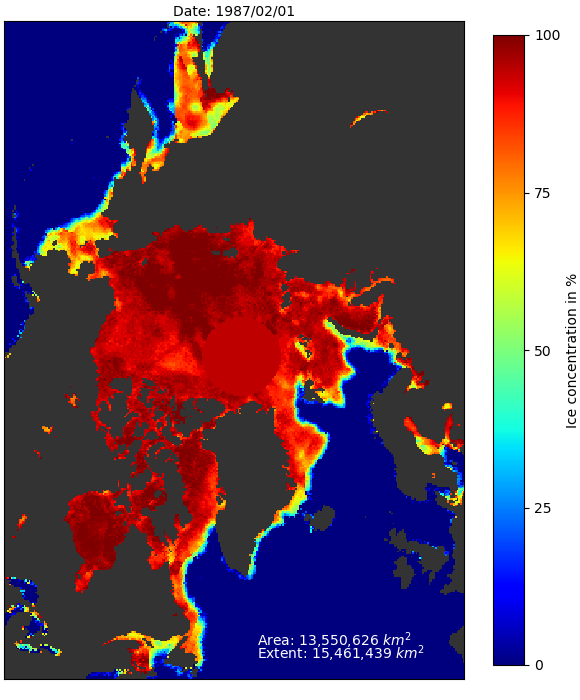 Date: 1987/02/01
100
75
50
25
0
Ice concentration in %
Area: 13,550,626 km²
Extent: 15,461,439 km²